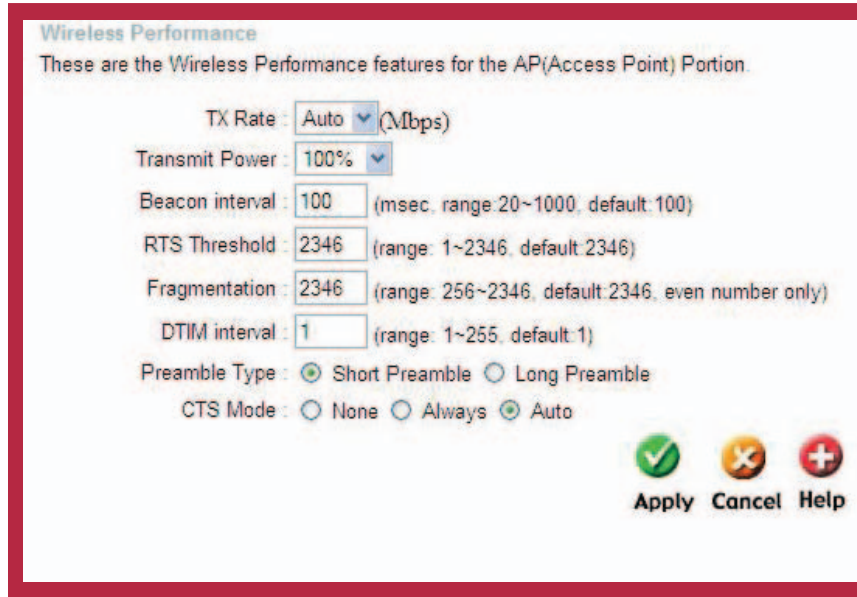 Wireless Performance
These are the Wireless Performance features for the AP(Access Point) Portion.
TX Rate : Auto (Mbps)
Transmit Power : 100%
Beacon interval : 100 (msec, range:20~1000, default:100)
RTS Threshold : 2346 (range: 1~2346, default:2346)
Fragmentation : 2346 (range: 256~2346, default:2346, even number only)
DTIM interval : 1 (range: 1~255, default:1)
Preamble Type : Short Preamble Long Preamble
CTS Mode : None Always Auto
Apply Cancel Help